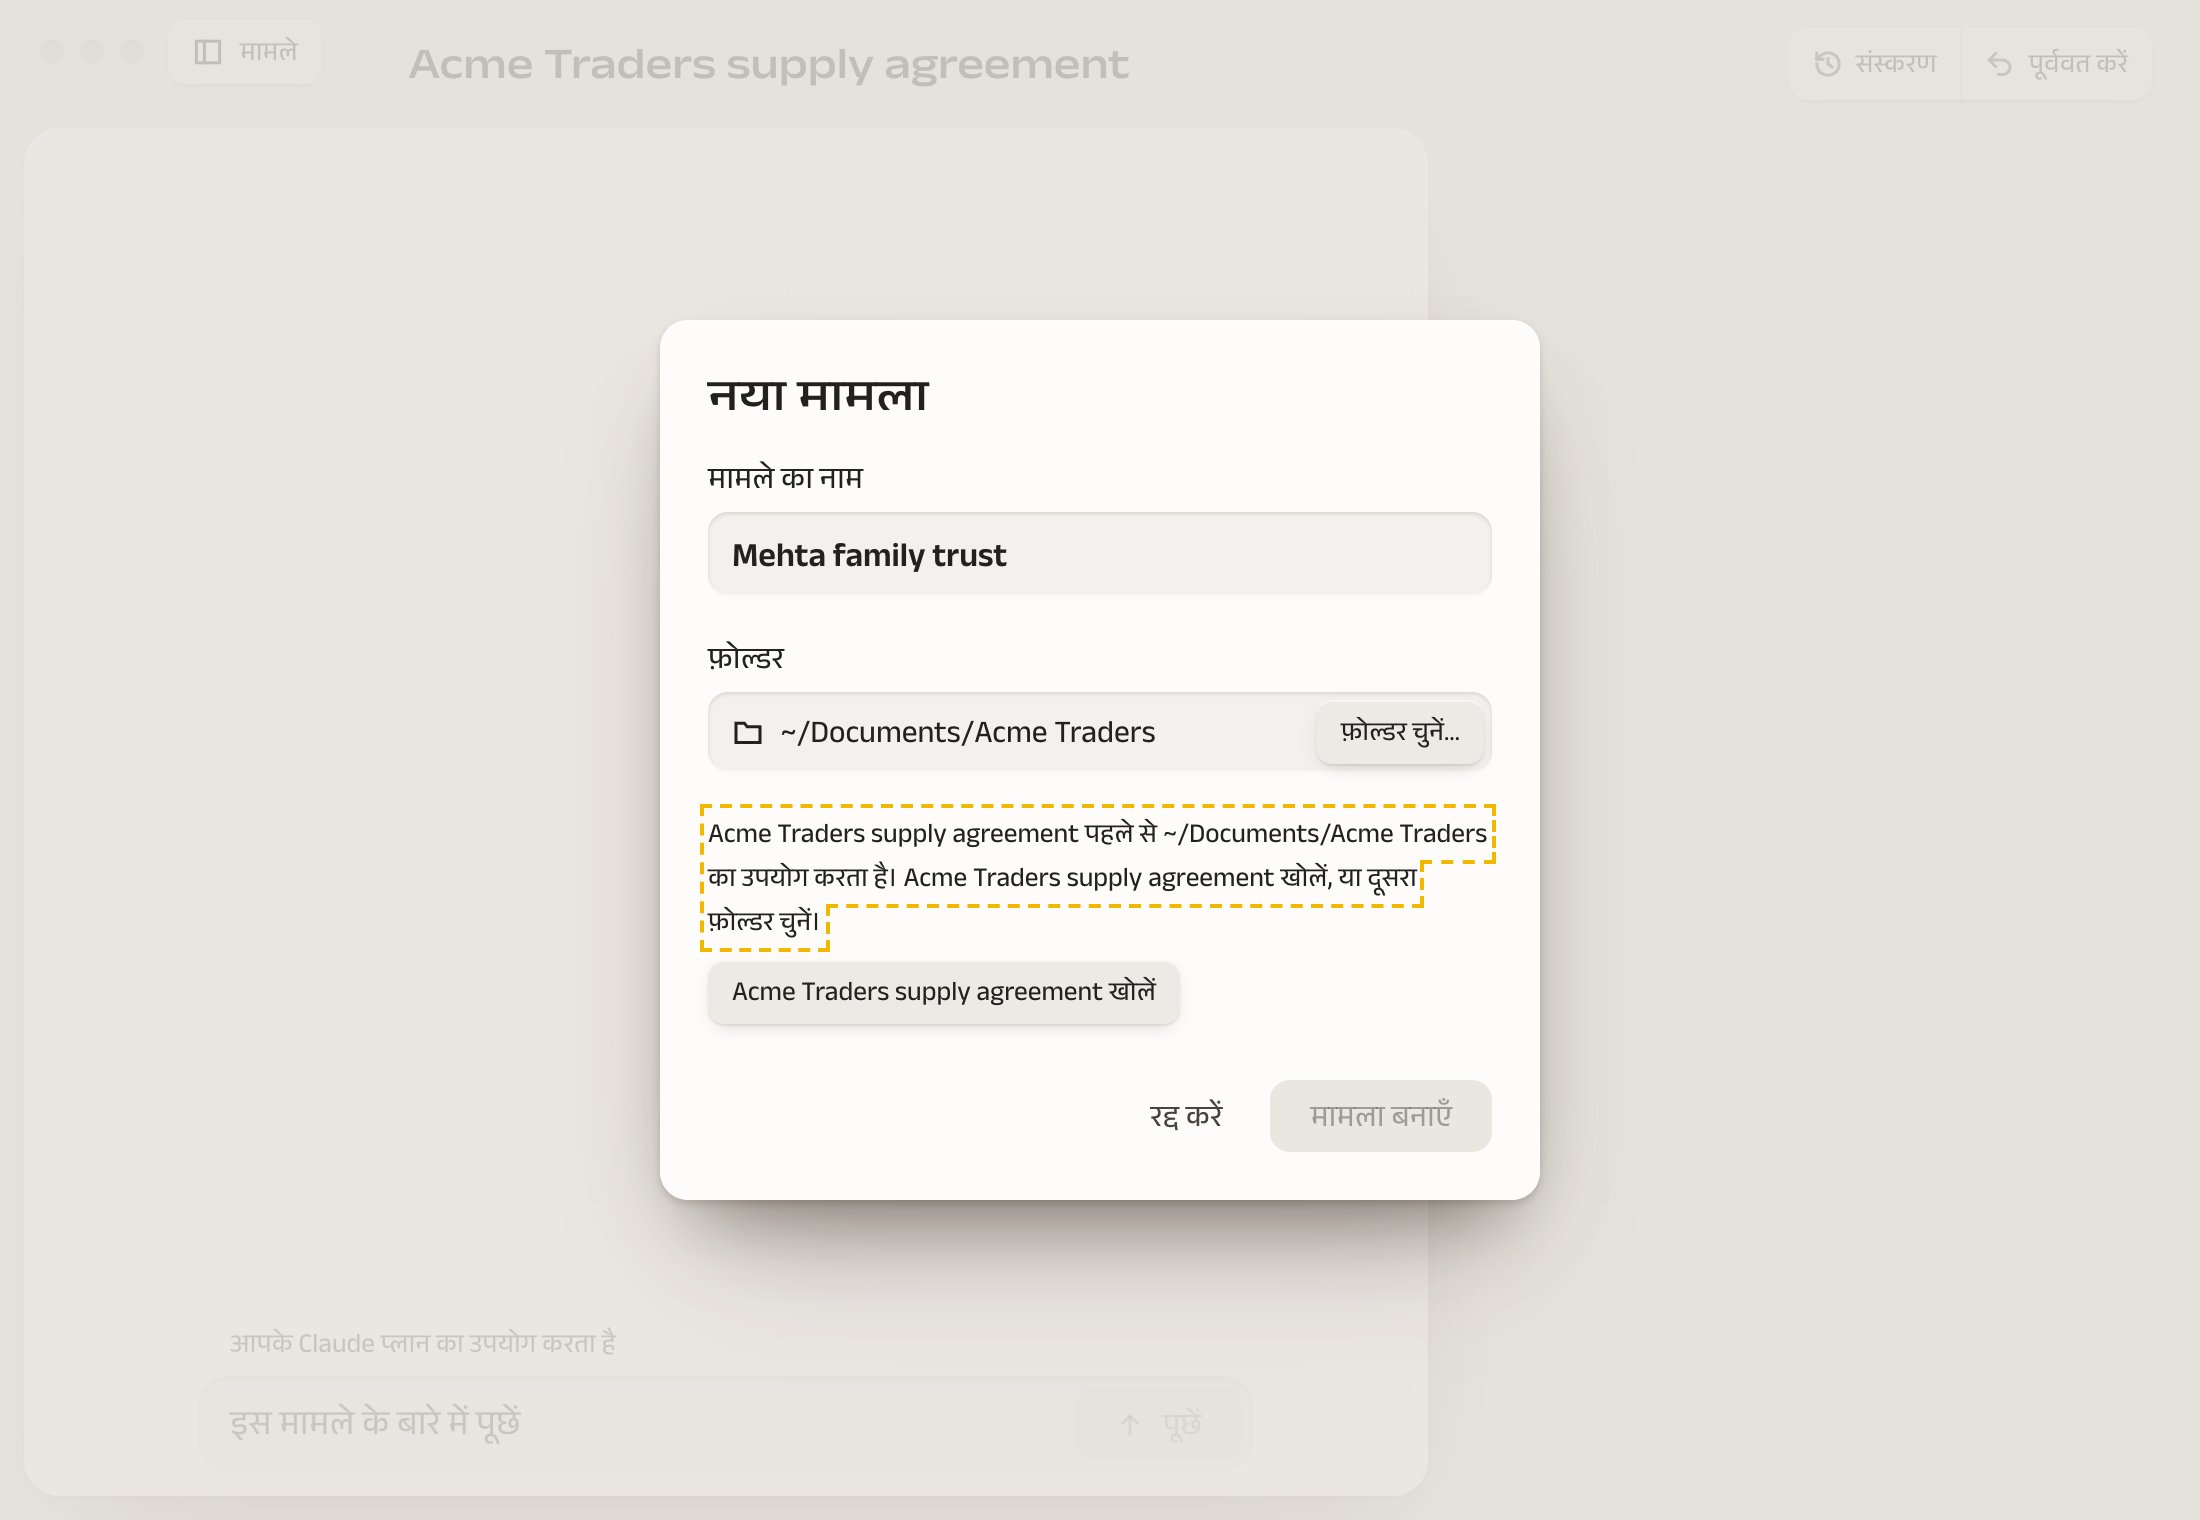 मामले
Acme Traders supply agreement
संस्करण
पूर्ववत करें
नया मामला
मामले का नाम
Mehta family trust
फ़ोल्डर
~/Documents/Acme Traders
फ़ोल्डर चुनें…
Acme Traders supply agreement पहले से ~/Documents/Acme Traders
का उपयोग करता है। Acme Traders supply agreement खोलें, या दूसरा
फ़ोल्डर चुनें।
Acme Traders supply agreement खोलें
रद्द करें
मामला बनाएँ
आपके Claude प्लान का उपयोग करता है
इस मामले के बारे में पूछें
पूछें